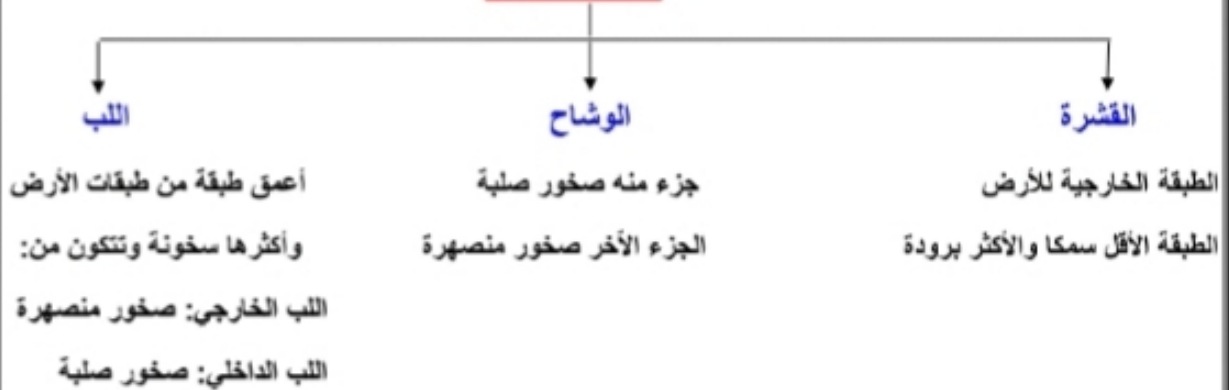 القشرة
الطبقة الخارجية للأرض
الطبقة الأقل سمكا والأكثر برودة
الوشاح
جزء منه صخور صلبة
الجزء الآخر صخور منصهرة
اللب
أعمق طبقة من طبقات الأرض
وأكثرها سخونة وتتكون من:
اللب الخارجي: صخور منصهرة
اللب الداخلي: صخور صلبة